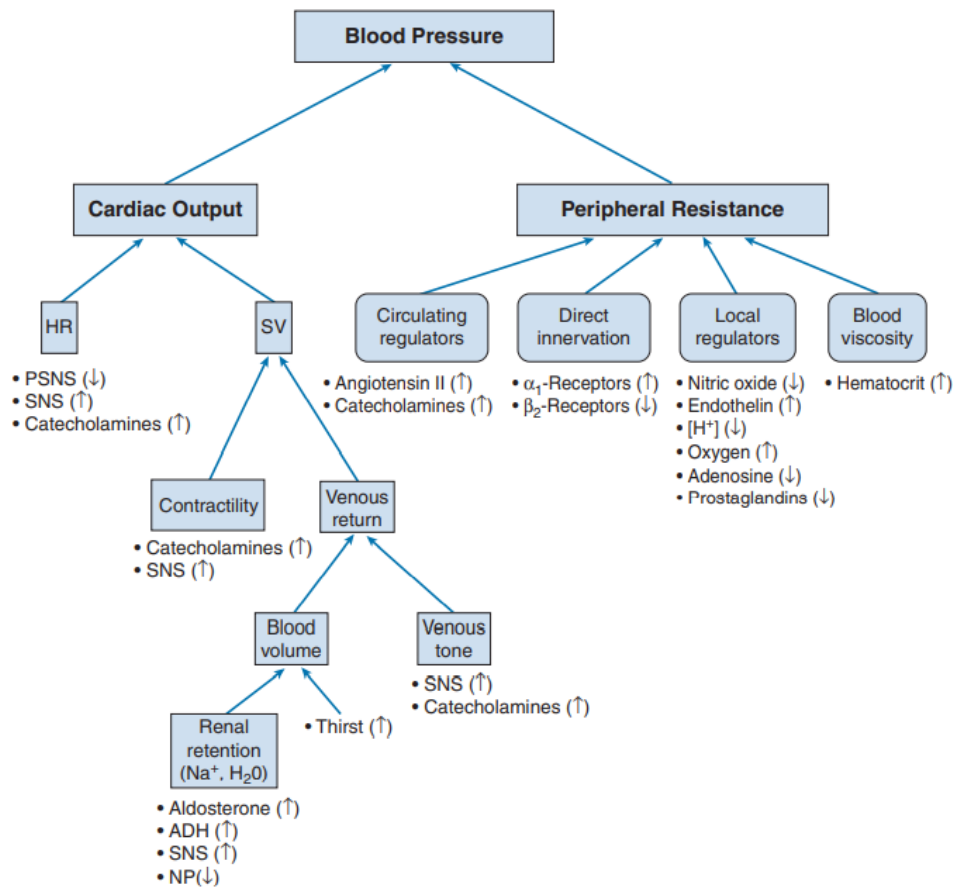 Blood Pressure
Cardiac Output
Peripheral Resistance
HR
SV
Circulating
regulators
Direct
innervation
Local
regulators
Blood
viscosity
• PSNS (↓)
• SNS (↑)
• Catecholamines (↑)
• Angiotensin II (↑)
• Catecholamines (↑)
• α₁-Receptors (↑)
• β₂-Receptors (↓)
• Nitric oxide (↓)
• Endothelin (↑)
• [H⁺] (↓)
• Oxygen (↑)
• Adenosine (↓)
• Prostaglandins (↓)
• Hematocrit (↑)
Contractility
• Catecholamines (↑)
• SNS (↑)
Venous
return
Blood
volume
Venous
tone
• SNS (↑)
• Catecholamines (↑)
Renal
retention
(Na⁺, H₂0)
• Thirst (↑)
• Aldosterone (↑)
• ADH (↑)
• SNS (↑)
• NP(↓)